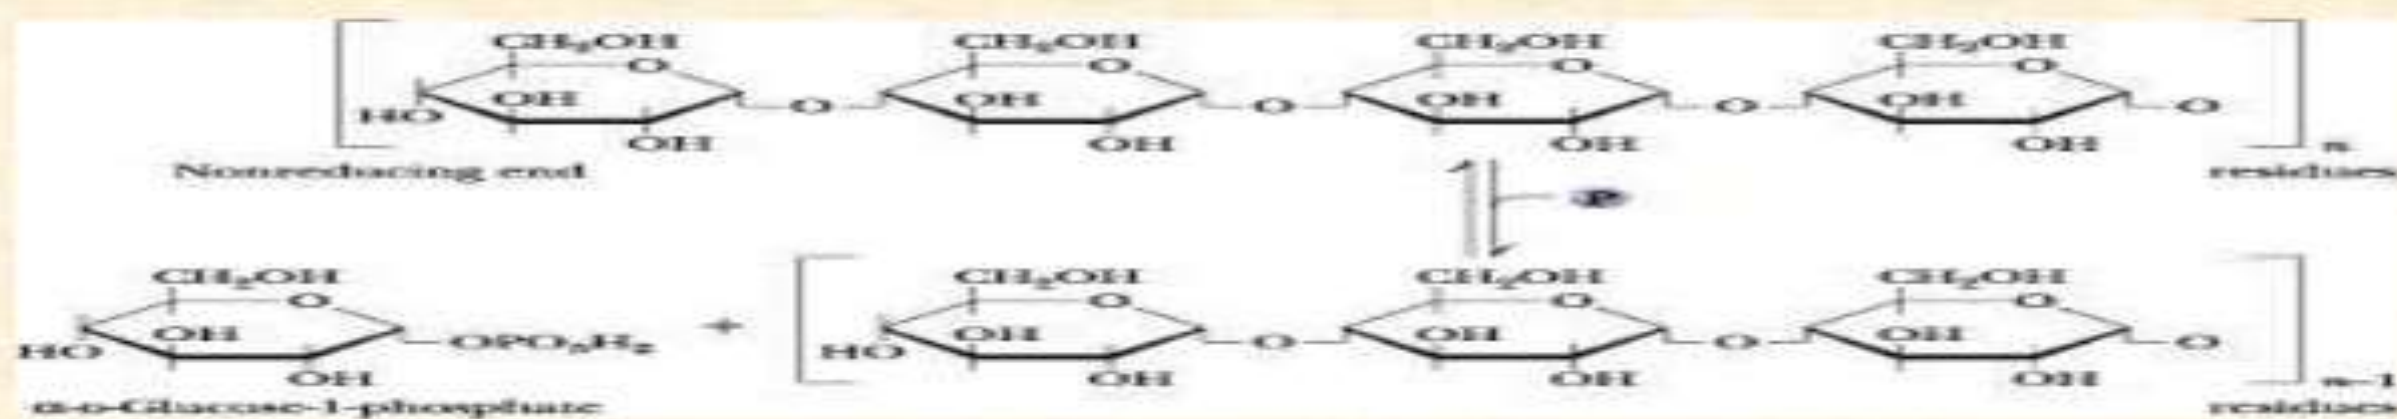 CH₂OH CH₂OH CH₂OH CH₂OH
O O O O
OH OH OH OH
HO O O O O
OH OH OH OH
n
Nonreducing end residues
P
CH₂OH CH₂OH CH₂OH CH₂OH
O O O O
OH OH OH OH
HO OPO₃H₂ + HO O O O
OH OH OH OH
n-1
α-D-Glucose-1-phosphate residues